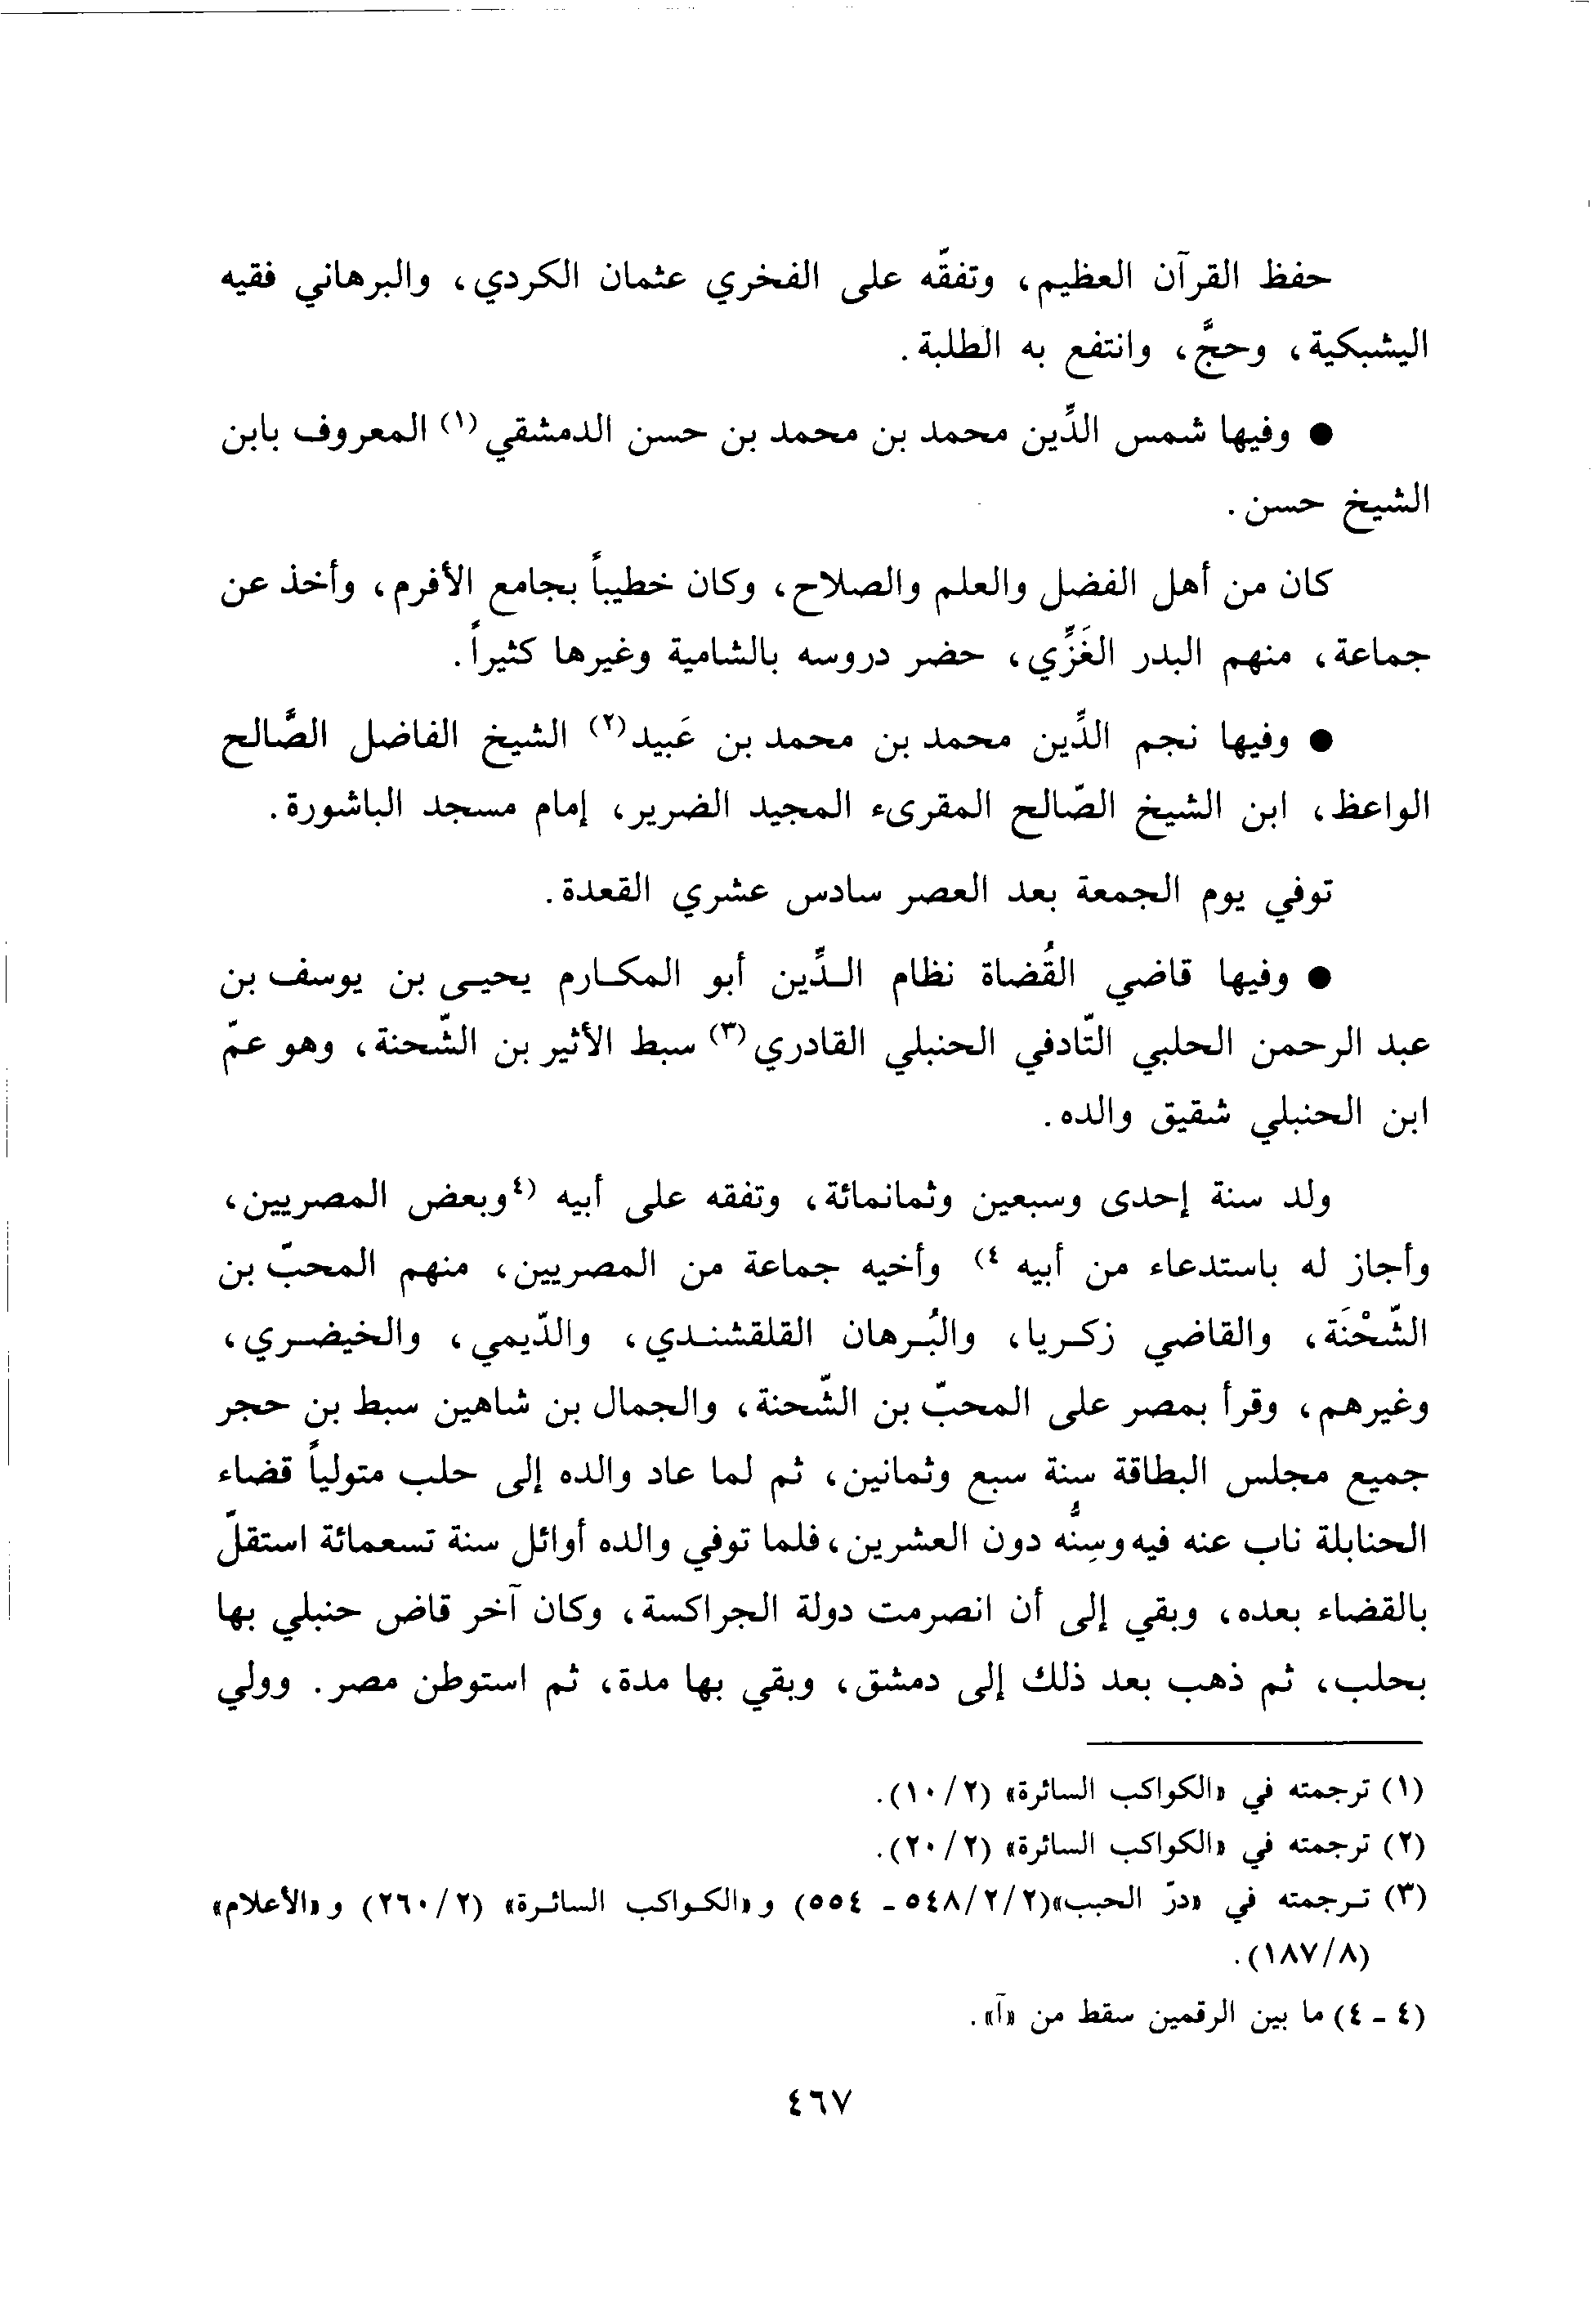 حفظ القرآن العظيم، وتفقّه على الفخري عثمان الكردي، والبرهاني فقيه
اليشبكية، وحجَّ، وانتفع به الطلبة.
● وفيها شمس الدِّين محمد بن محمد بن حسن الدمشقي (١) المعروف بابن
الشيخ حسن.
كان من أهل الفضل والعلم والصلاح، وكان خطيباً بجامع الأفرم، وأخذ عن
جماعة، منهم البدر الغَزِّي، حضر دروسه بالشامية وغيرها كثيراً.
● وفيها نجم الدِّين محمد بن محمد بن عَبيد (٢) الشيخ الفاضل الصَّالح
الواعظ، ابن الشيخ الصّالح المقرىء المجيد الضرير، إمام مسجد الباشورة.
توفي يوم الجمعة بعد العصر سادس عشري القعدة.
● وفيها قاضي القُضاة نظام الـدِّين أبو المكـارم يحيـى بن يوسف بن
عبد الرحمن الحلبي التّادفي الحنبلي القادري (٣) سبط الأثير بن الشّحنة، وهو عمّ
ابن الحنبلي شقيق والده.
ولد سنة إحدى وسبعين وثمانمائة، وتفقه على أبيه (٤ وبعض المصريين،
وأجاز له باستدعاء من أبيه ٤) وأخيه جماعة من المصريين، منهم المحبّ بن
الشّحْنَة، والقاضي زكـريا، والبُـرهان القلقشنـدي، والدّيمي، والخيضـري،
وغيرهم، وقرأ بمصر على المحبّ بن الشّحنة، والجمال بن شاهين سبط بن حجر
جميع مجلس البطاقة سنة سبع وثمانين، ثم لما عاد والده إلى حلب متولياً قضاء
الحنابلة ناب عنه فيه وسِنُّه دون العشرين، فلما توفي والده أوائل سنة تسعمائة استقلّ
بالقضاء بعده، وبقي إلى أن انصرمت دولة الجراكسة، وكان آخر قاض حنبلي بها
بحلب، ثم ذهب بعد ذلك إلى دمشق، وبقي بها مدة، ثم استوطن مصر. وولي
(١) ترجمته في «الكواكب السائرة» (٢/١٠).
(٢) ترجمته في «الكواكب السائرة» (٢/٢٠).
(٣) تـرجمته في «درّ الحبب»(٢/٢/٥٤٨ ـ ٥٥٤) و«الكـواكب السائـرة» (٢/٢٦٠) و«الأعلام»
(٨/١٨٧).
(٤ ـ ٤) ما بين الرقمين سقط من «آ».
٤٦٧